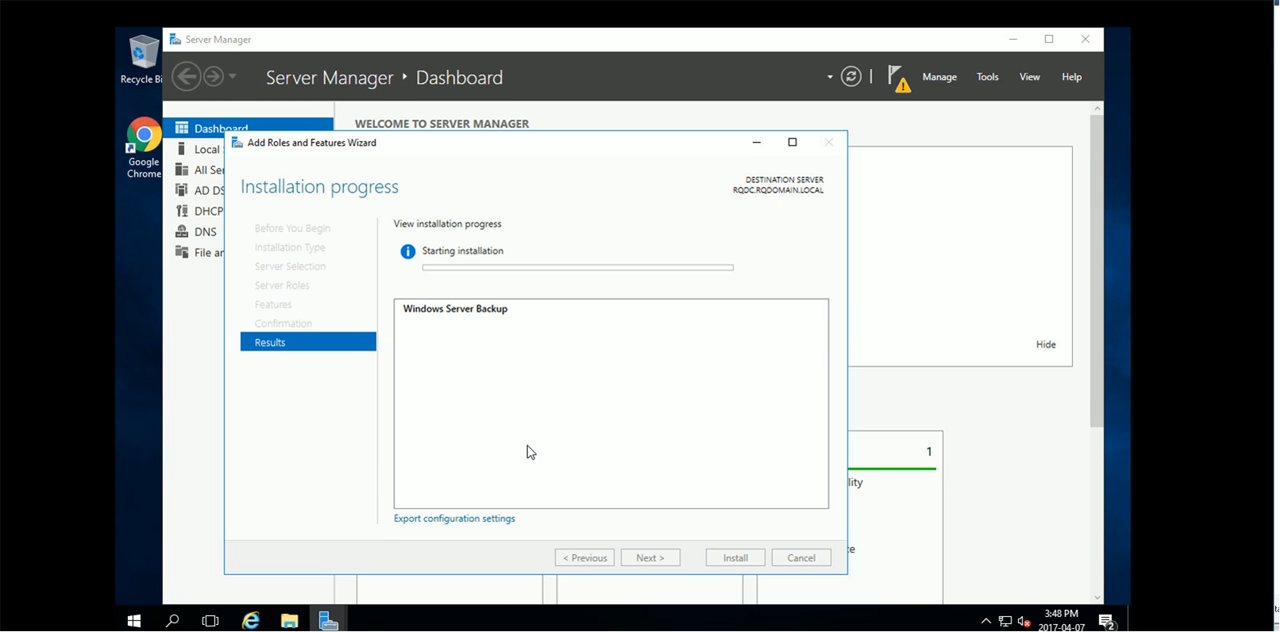 Server Manager
Recycle Bi
Server Manager • Dashboard
Manage
Tools
View
Help
Google
Chrome
Dashboard
Local
All Ser
AD DS
DHCP
DNS
File an
WELCOME TO SERVER MANAGER
Add Roles and Features Wizard
Installation progress
DESTINATION SERVER
RQDC.RQDOMAIN.LOCAL
Before You Begin
Installation Type
Server Selection
Server Roles
Features
Confirmation
Results
View installation progress
Starting installation
Windows Server Backup
Export configuration settings
< Previous
Next >
Install
Cancel
Hide
1
lity
ce
3:48 PM
2017-04-07
2